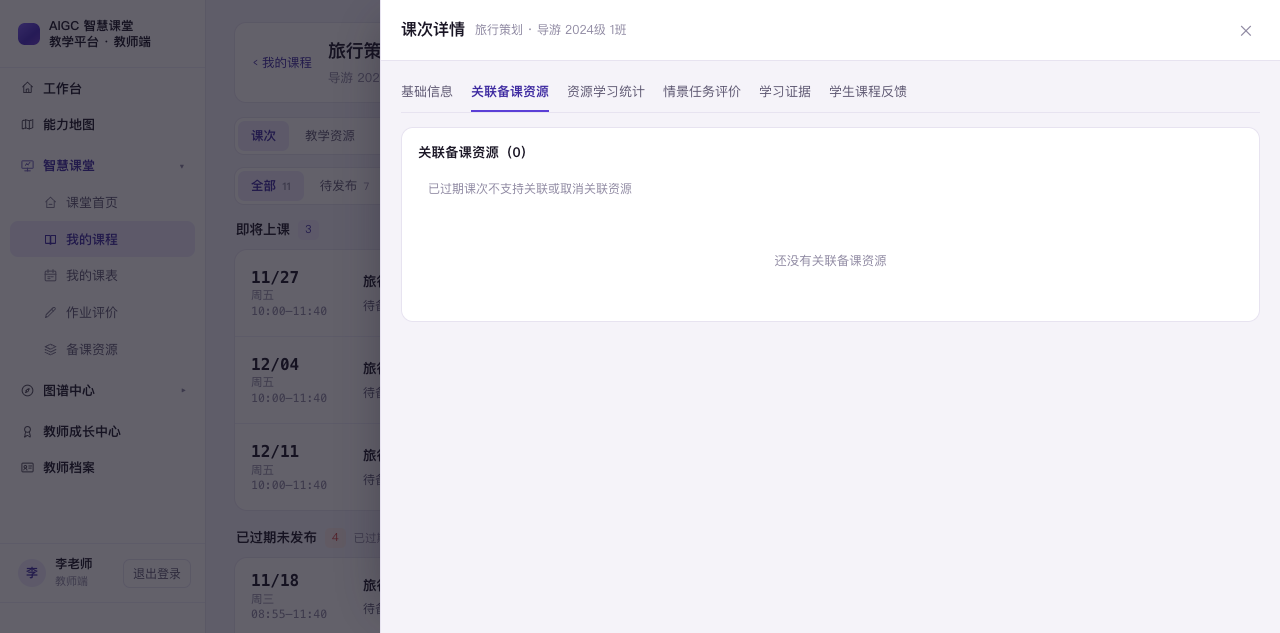 AIGC 智慧课堂
教学平台 · 教师端
工作台
能力地图
智慧课堂
课堂首页
我的课程
我的课表
作业评价
备课资源
图谱中心
教师成长中心
教师档案
李
李老师
教师端
退出登录
‹ 我的课程
旅行策
导游 202
课次
教学资源
全部 11
待发布 7
即将上课 3
11/27
周五
10:00—11:40
12/04
周五
10:00—11:40
12/11
周五
10:00—11:40
已过期未发布 4
11/18
周三
08:55—11:40
课次详情 旅行策划 · 导游 2024级 1班
基础信息
关联备课资源
资源学习统计
情景任务评价
学习证据
学生课程反馈
关联备课资源（0）
已过期课次不支持关联或取消关联资源
还没有关联备课资源